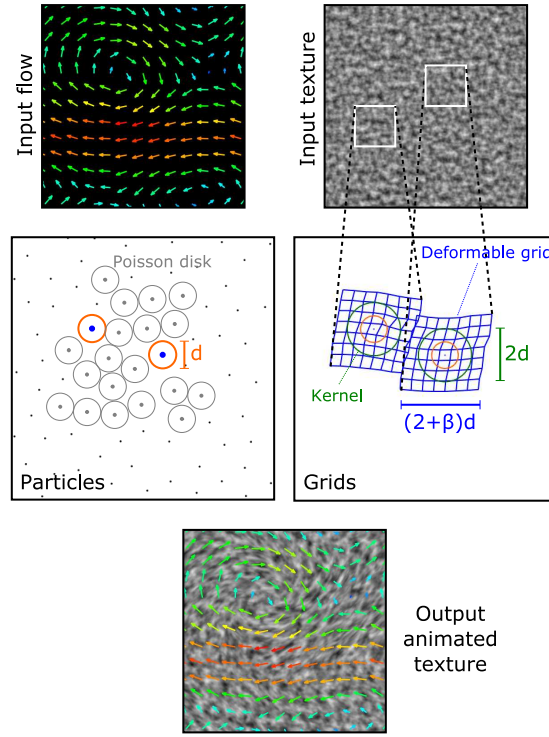 Input flow
Input texture
Poisson disk
d
Particles
Deformable grid
2d
Kernel
(2+β)d
Grids
Output
animated
texture